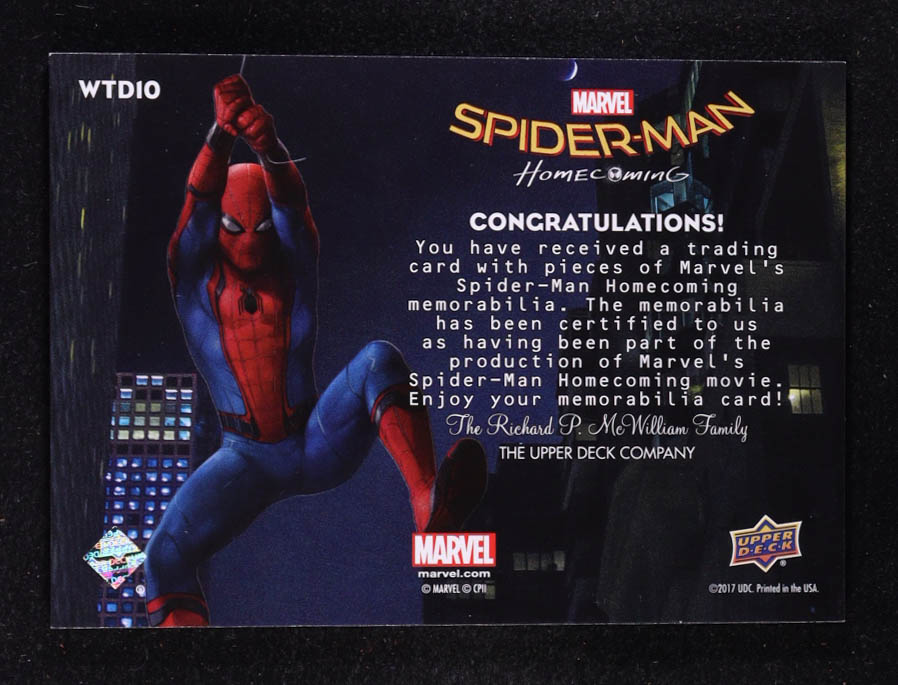 WTD10
MARVEL
SPIDER-MAN
HOMECOMING
CONGRATULATIONS!
You have received a trading
card with pieces of Marvel's
Spider-Man Homecoming
memorabilia. The memorabilia
has been certified to us
as having been part of the
production of Marvel's
Spider-Man Homecoming movie.
Enjoy your memorabilia card!
The Richard P. McWilliam Family
THE UPPER DECK COMPANY
MARVEL
marvel.com
© MARVEL © CPII
UPPER
D·E·C·K
®
©2017 UDC. Printed in the USA.